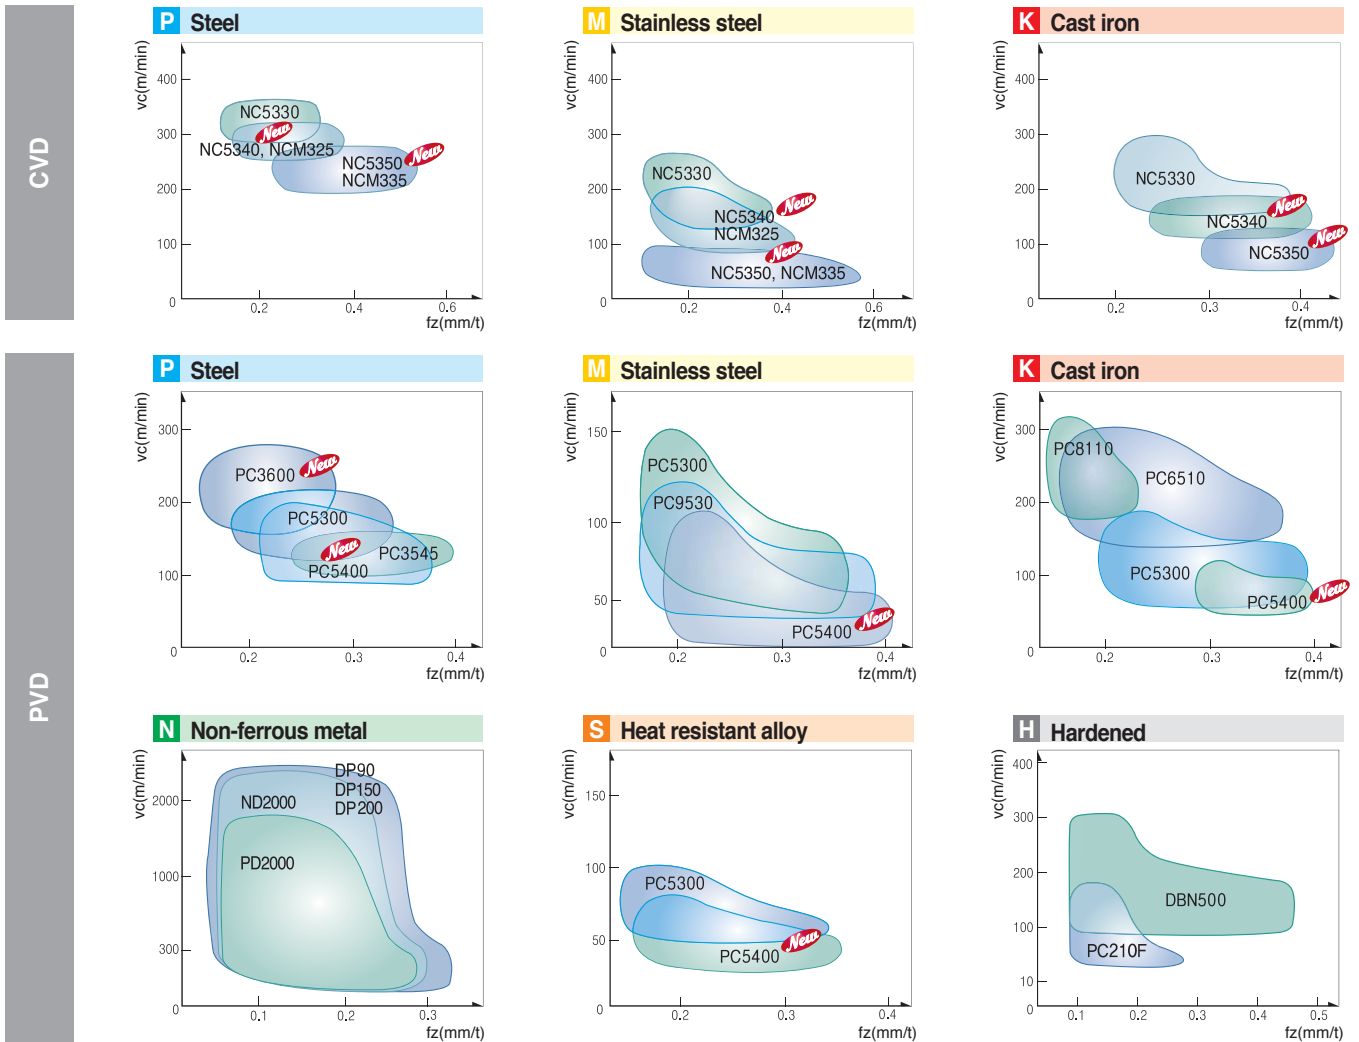 CVD
P Steel
vc(m/min)
400
300
200
100
0
NC5330
New
NC5340, NCM325
New
NC5350
NCM335
0.2 0.4 0.6
fz(mm/t)
M Stainless steel
vc(m/min)
400
300
200
100
0
NC5330
New
NC5340
NCM325
New
NC5350, NCM335
0.2 0.4 0.6
fz(mm/t)
K Cast iron
vc(m/min)
400
300
200
100
0
NC5330
New
NC5340
New
NC5350
0.2 0.3 0.4
fz(mm/t)
PVD
P Steel
vc(m/min)
300
200
100
0
PC3600
New
PC5300
New
PC3545
PC5400
0.2 0.3 0.4
fz(mm/t)
M Stainless steel
vc(m/min)
150
100
50
0
PC5300
PC9530
New
PC5400
0.2 0.3 0.4
fz(mm/t)
K Cast iron
vc(m/min)
300
200
100
0
PC8110
PC6510
PC5300
New
PC5400
0.2 0.3 0.4
fz(mm/t)
N Non-ferrous metal
vc(m/min)
2000
1000
300
0
DP90
DP150
DP200
ND2000
PD2000
0.1 0.2 0.3
fz(mm/t)
S Heat resistant alloy
vc(m/min)
150
100
50
0
PC5300
New
PC5400
0.2 0.3 0.4
fz(mm/t)
H Hardened
vc(m/min)
400
300
200
100
10
0
DBN500
PC210F
0.1 0.2 0.3 0.4 0.5
fz(mm/t)